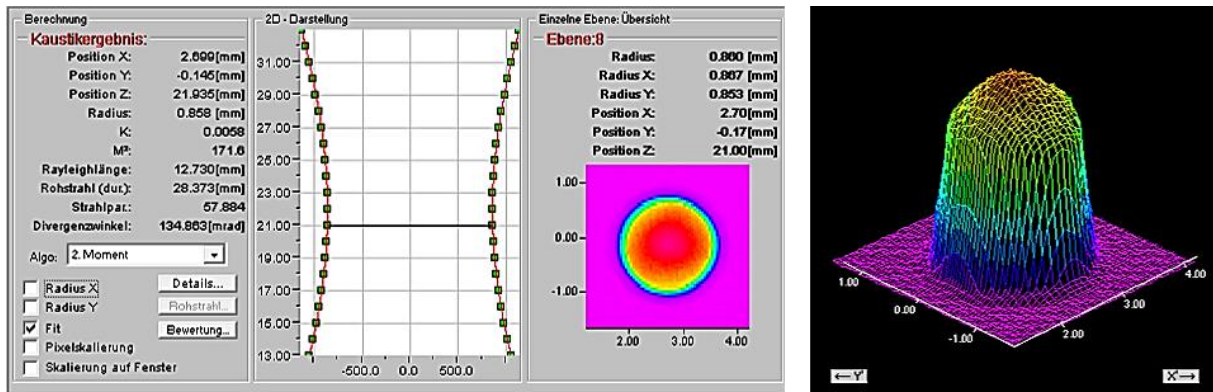 Berechnung
Kaustikergebnis:
Position X: 2.699[mm]
Position Y: -0.145[mm]
Position Z: 21.935[mm]
Radius: 0.858 [mm]
K: 0.0058
M²: 171.6
Rayleighlänge: 12.730[mm]
Rohstrahl (dur.): 28.373[mm]
Strahlpar.: 57.884
Divergenzwinkel: 134.863[mrad]
Algo: 2. Moment
Radius X
Details...
Radius Y
Rohstrahl...
Fit
Bewertung...
Pixelskalierung
Skalierung auf Fenster
2D - Darstellung
31.00
29.00
27.00
25.00
23.00
21.00
19.00
17.00
15.00
13.00
-500.0 0.0 500.0
Einzelne Ebene: Übersicht
Ebene:8
Radius: 0.860 [mm]
Radius X: 0.867 [mm]
Radius Y: 0.853 [mm]
Position X: 2.70[mm]
Position Y: -0.17[mm]
Position Z: 21.00[mm]
1.00
0.00
-1.00
2.00 3.00 4.00
1.00
0.00
-1.00
2.00
3.00
4.00
←Y'
X'→